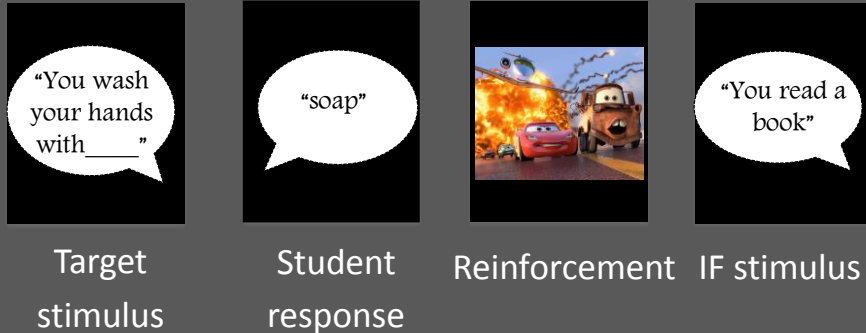 “You wash
your hands
with____”
“soap”
“You read a
book”
Target
stimulus
Student
response
Reinforcement
IF stimulus